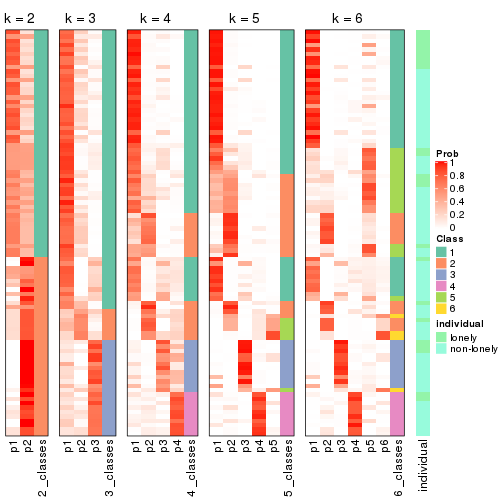 k = 2
k = 3
k = 4
k = 5
k = 6
Prob
1
0.8
0.6
0.4
0.2
0
Class
1
2
3
4
5
6
individual
lonely
non-lonely
p1
p2
2_classes
p1
p2
p3
3_classes
p1
p2
p3
p4
4_classes
p1
p2
p3
p4
p5
5_classes
p1
p2
p3
p4
p5
p6
6_classes
individual